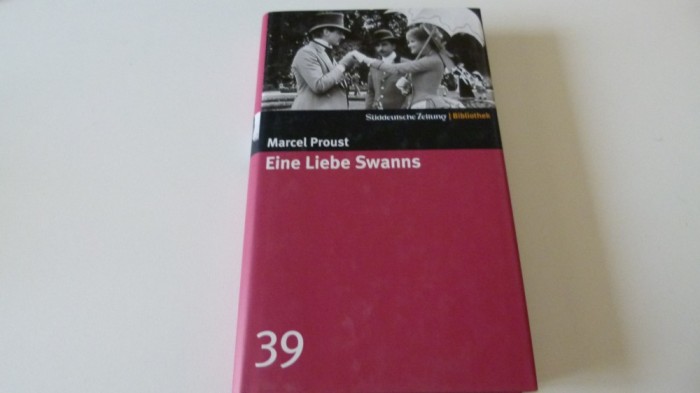 Süddeutsche Zeitung | Bibliothek
Marcel Proust
Eine Liebe Swanns
39